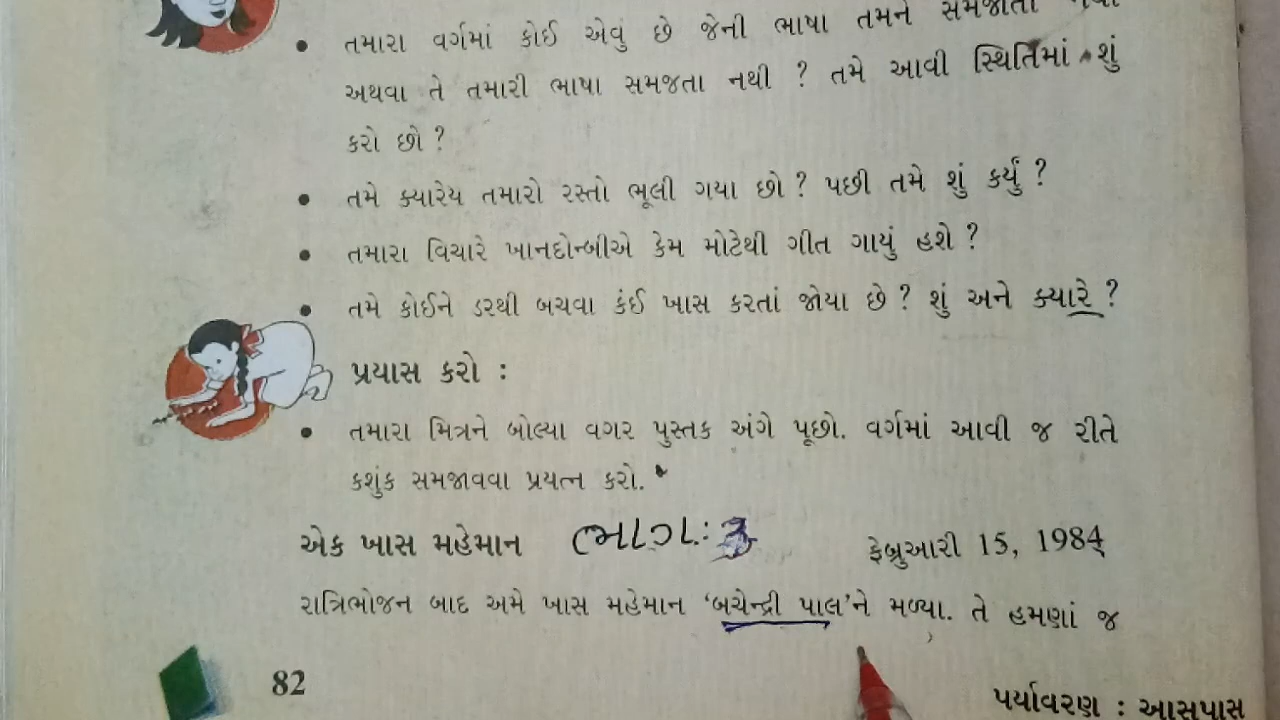 તમારા વર્ગમાં કોઈ એવું છે જેની ભાષા તમને સમજાતી નથી
અથવા તે તમારી ભાષા સમજતા નથી ? તમે આવી સ્થિતિમાં શું
કરો છો ?
• તમે ક્યારેય તમારો રસ્તો ભૂલી ગયા છો ? પછી તમે શું કર્યું ?
• તમારા વિચારે ખાનદોન્બીએ કેમ મોટેથી ગીત ગાયું હશે ?
• તમે કોઈને ડરથી બચવા કંઈ ખાસ કરતાં જોયા છે ? શું અને ક્યારે ?
પ્રયાસ કરો :
• તમારા મિત્રને બોલ્યા વગર પુસ્તક અંગે પૂછો. વર્ગમાં આવી જ રીતે
કશુંક સમજાવવા પ્રયત્ન કરો.
એક ખાસ મહેમાન ભાગ: ફેબ્રુઆરી 15, 1984
રાત્રિભોજન બાદ અમે ખાસ મહેમાન ‘બચેન્દ્રી પાલ’ને મળ્યા. તે હમણાં જ
82
પર્યાવરણ : આસપાસ